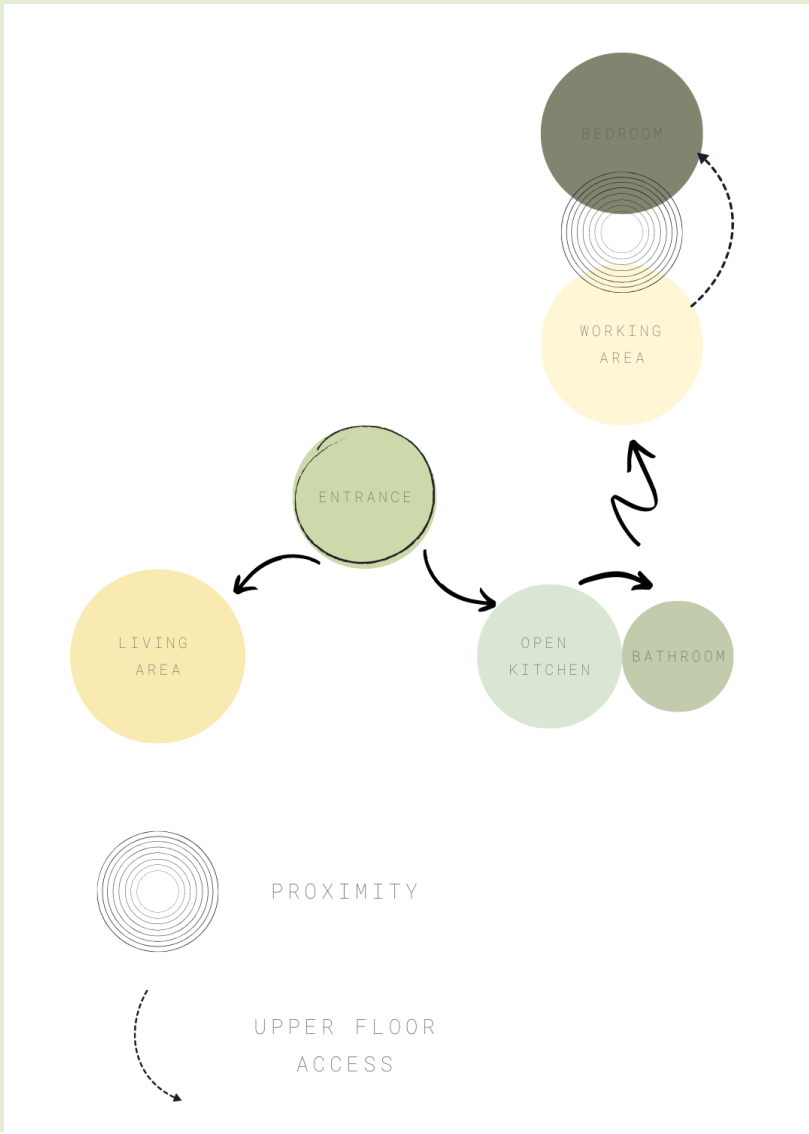 BEDROOM
WORKING
AREA
ENTRANCE
LIVING
AREA
OPEN
KITCHEN
BATHROOM
PROXIMITY
UPPER FLOOR
ACCESS